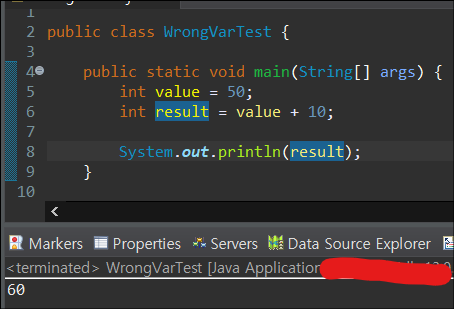 1
2 public class WrongVarTest {
4 public static void main(String[] args) {
5 int value = 50;
6 int result = value + 10;
7
8 System.out.println(result);
9 }
10
<
Markers Properties Servers Data Source Explorer
<terminated> WrongVarTest [Java Application
60